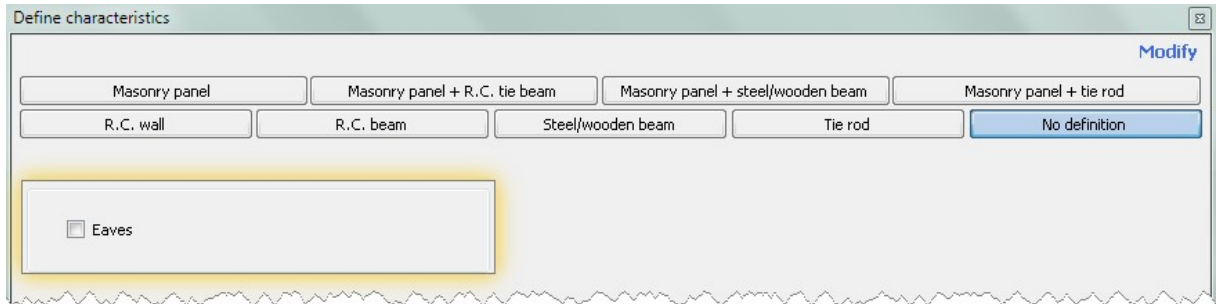 Define characteristics
Modify
Masonry panel Masonry panel + R.C. tie beam Masonry panel + steel/wooden beam Masonry panel + tie rod
R.C. wall R.C. beam Steel/wooden beam Tie rod No definition
Eaves